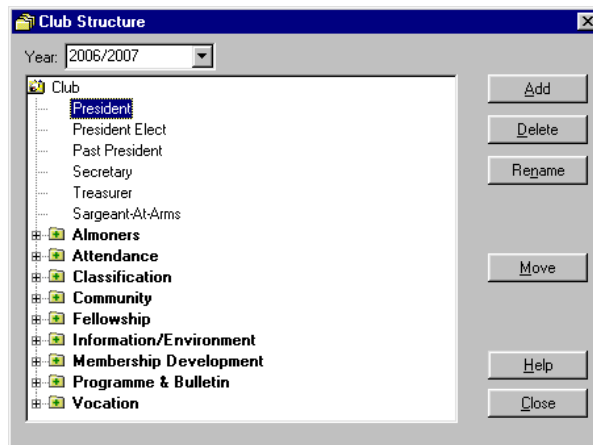 Club Structure
Year: 2006/2007
Club
President
President Elect
Past President
Secretary
Treasurer
Sargeant-At-Arms
Almoners
Attendance
Classification
Community
Fellowship
Information/Environment
Membership Development
Programme & Bulletin
Vocation
Add
Delete
Rename
Move
Help
Close